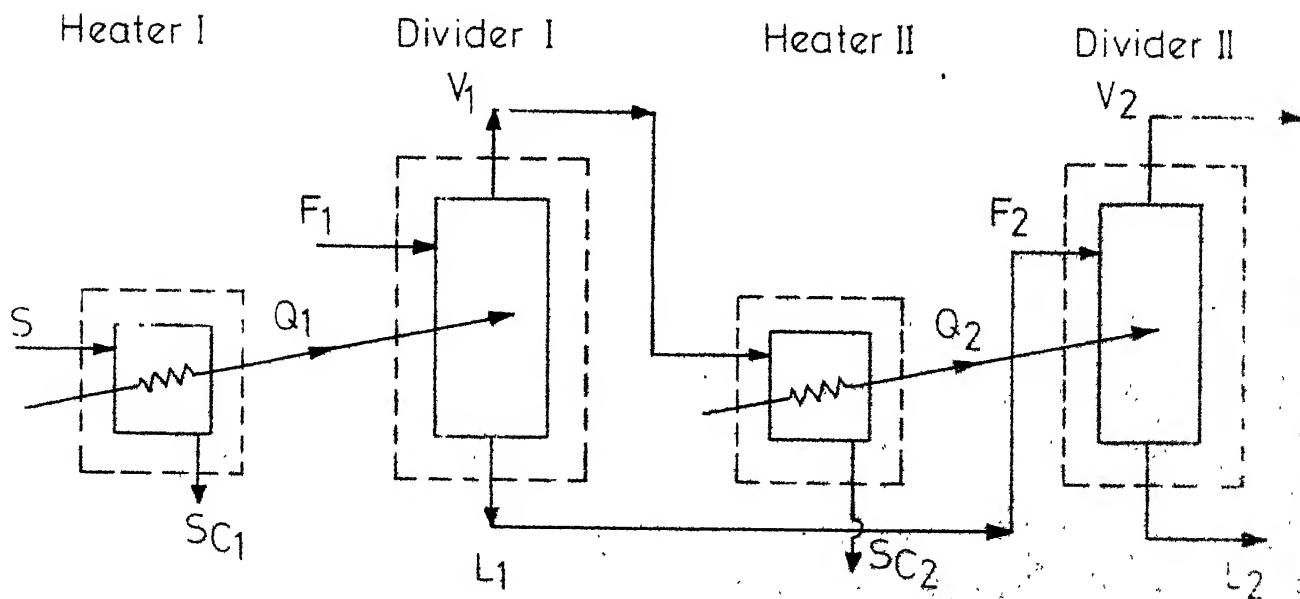 Heater I
Divider I
Heater II
Divider II
V1
V2
F1
F2
S
Q1
Q2
SC1
L1
SC2
L2